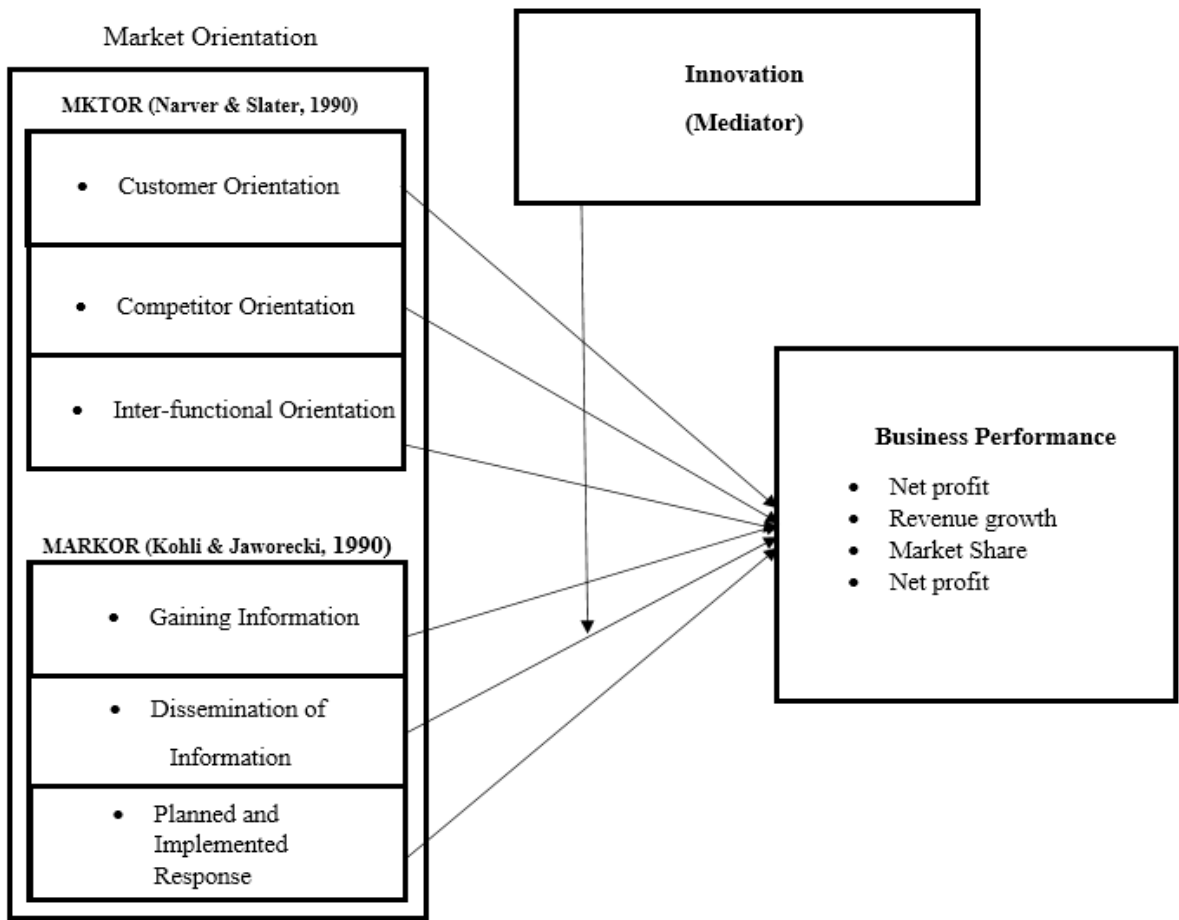 Market Orientation
MKTOR (Narver & Slater, 1990)
• Customer Orientation
• Competitor Orientation
• Inter-functional Orientation
MARKOR (Kohli & Jaworecki, 1990)
• Gaining Information
• Dissemination of
Information
• Planned and
Implemented
Response
Innovation
(Mediator)
Business Performance
• Net profit
• Revenue growth
• Market Share
• Net profit